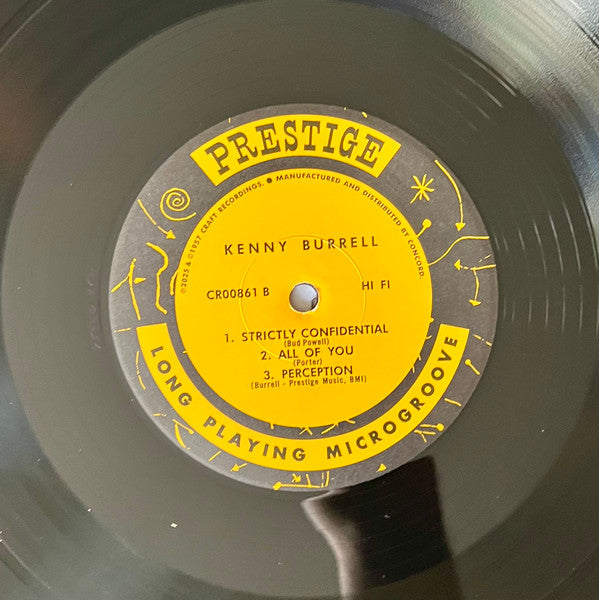 PRESTIGE
℗2025 & ©1957 CRAFT RECORDINGS. ● MANUFACTURED AND DISTRIBUTED BY CONCORD.
KENNY BURRELL
CR00861 B HI FI
1. STRICTLY CONFIDENTIAL
(Bud Powell)
2. ALL OF YOU
(Porter)
3. PERCEPTION
(Burrell - Prestige Music, BMI)
LONG PLAYING MICROGROOVE